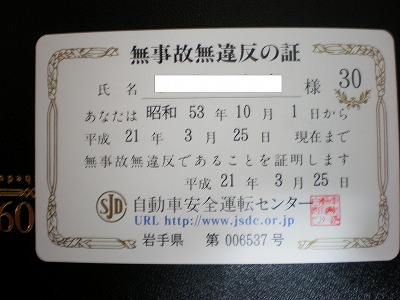 無事故無違反の証
氏名 様 30
あなたは 昭和 53 年 10 月 1 日から
平成 21 年 3 月 25 日 現在まで
無事故無違反であることを証明します
平成 21 年 3 月 25 日
SJD 自動車安全運転センター
URL http://www.jsdc.or.jp
岩手県 第 006537 号
60